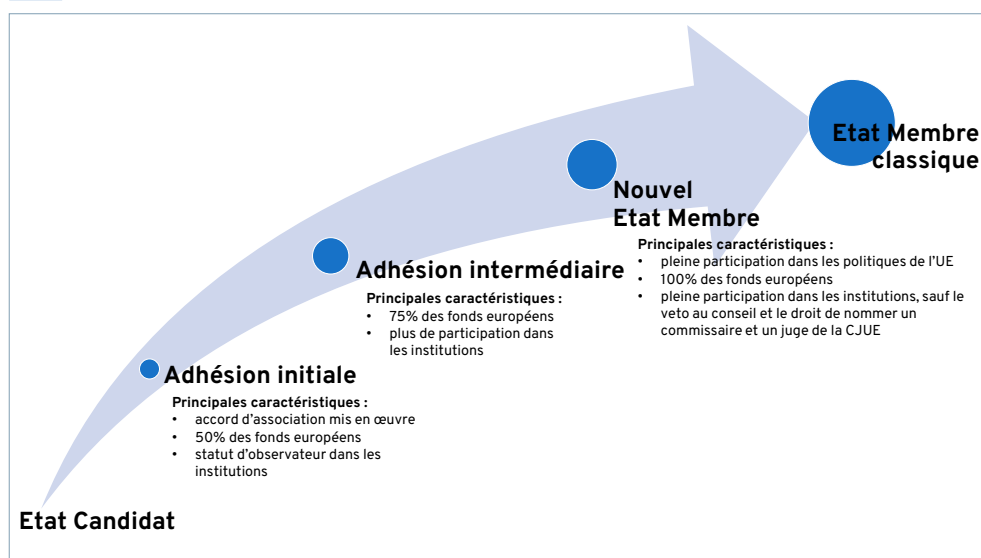 Etat Membre
classique
Nouvel
Etat Membre
Principales caractéristiques :
• pleine participation dans les politiques de l'UE
• 100% des fonds européens
• pleine participation dans les institutions, sauf le
veto au conseil et le droit de nommer un
commissaire et un juge de la CJUE
Adhésion intermédiaire
Principales caractéristiques :
• 75% des fonds européens
• plus de participation dans
les institutions
Adhésion initiale
Principales caractéristiques :
• accord d'association mis en œuvre
• 50% des fonds européens
• statut d'observateur dans les
institutions
Etat Candidat